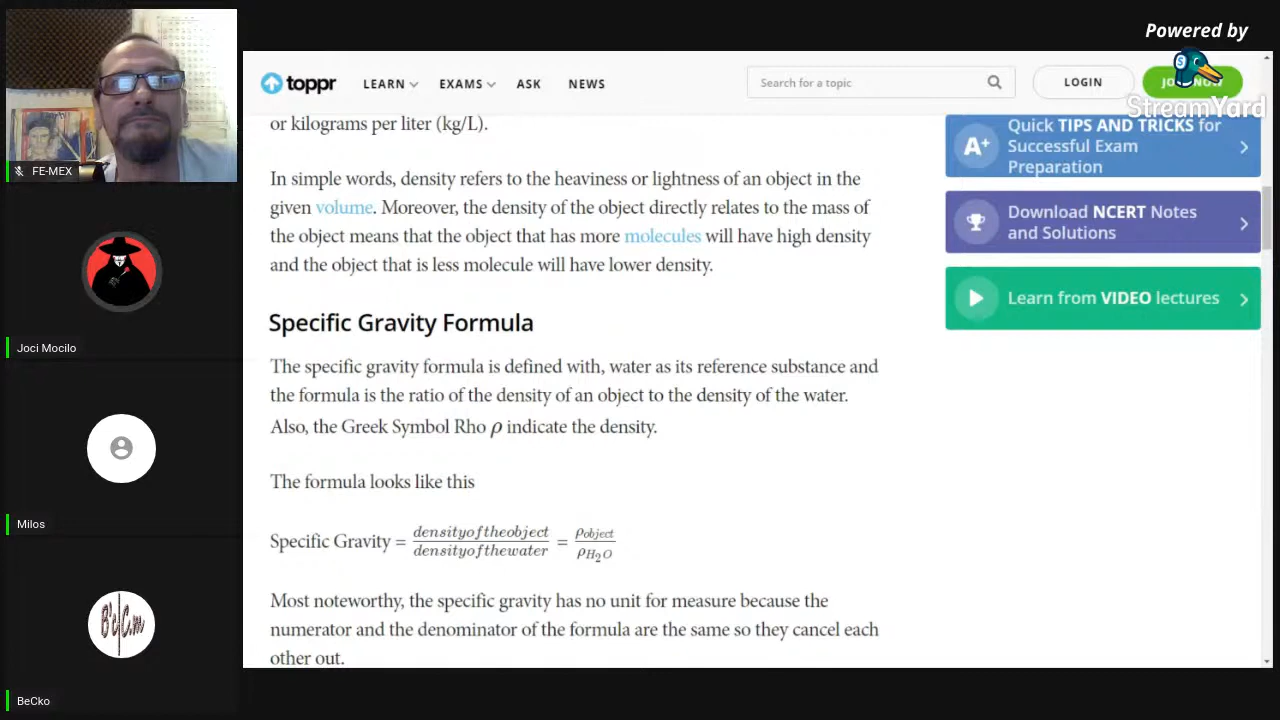 Powered by
StreamYard
toppr
LEARN
EXAMS
ASK
NEWS
Search for a topic
LOGIN
JOIN NOW
or kilograms per liter (kg/L).
In simple words, density refers to the heaviness or lightness of an object in the
given volume. Moreover, the density of the object directly relates to the mass of
the object means that the object that has more molecules will have high density
and the object that is less molecule will have lower density.
Specific Gravity Formula
The specific gravity formula is defined with, water as its reference substance and
the formula is the ratio of the density of an object to the density of the water.
Also, the Greek Symbol Rho ρ indicate the density.
The formula looks like this
Specific Gravity = densityoftheobject / densityofthewater = ρobject / ρH₂O
Most noteworthy, the specific gravity has no unit for measure because the
numerator and the denominator of the formula are the same so they cancel each
other out.
A+
Quick TIPS AND TRICKS for
Successful Exam
Preparation
Download NCERT Notes
and Solutions
Learn from VIDEO lectures
FE-MEX
Joci Mocilo
Milos
B'e|C.m
BeCko